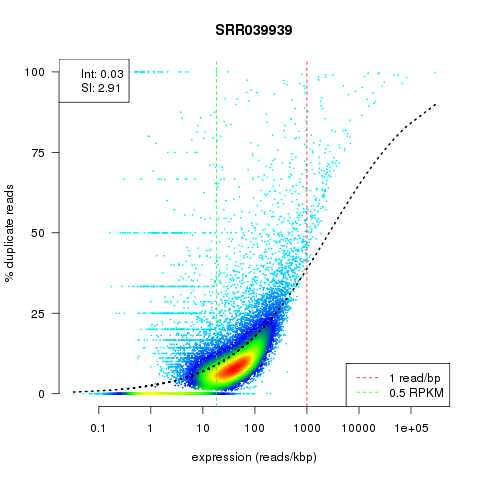 SRR039939
Int: 0.03
Sl: 2.91
% duplicate reads
100
75
50
25
0
1 read/bp
0.5 RPKM
0.1 1 10 100 1000 10000 1e+05
expression (reads/kbp)